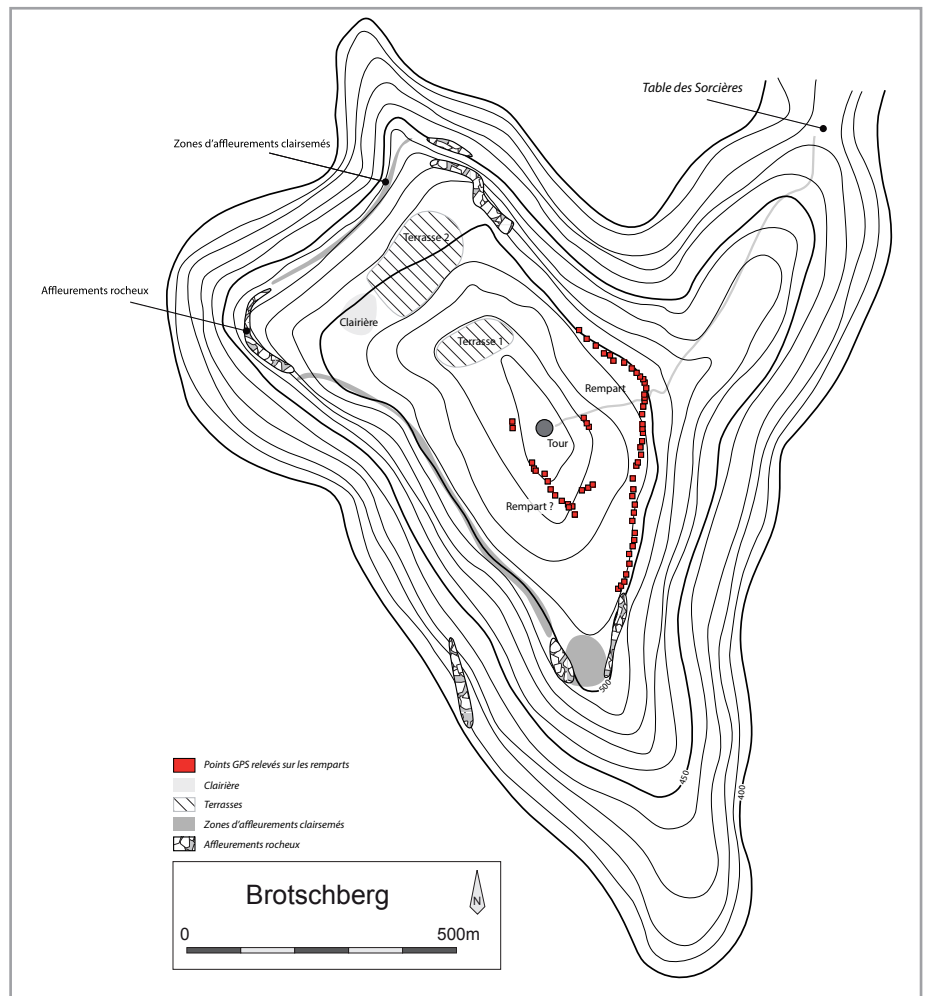 Table des Sorcières
Zones d'affleurements clairsemés
Terrasse 2
Affleurements rocheux
Clairière
Terrasse 1
Rempart
Tour
Rempart ?
500
450
400
Points GPS relevés sur les remparts
Clairière
Terrasses
Zones d'affleurements clairsemés
Affleurements rocheux
Brotschberg
N
0 500m